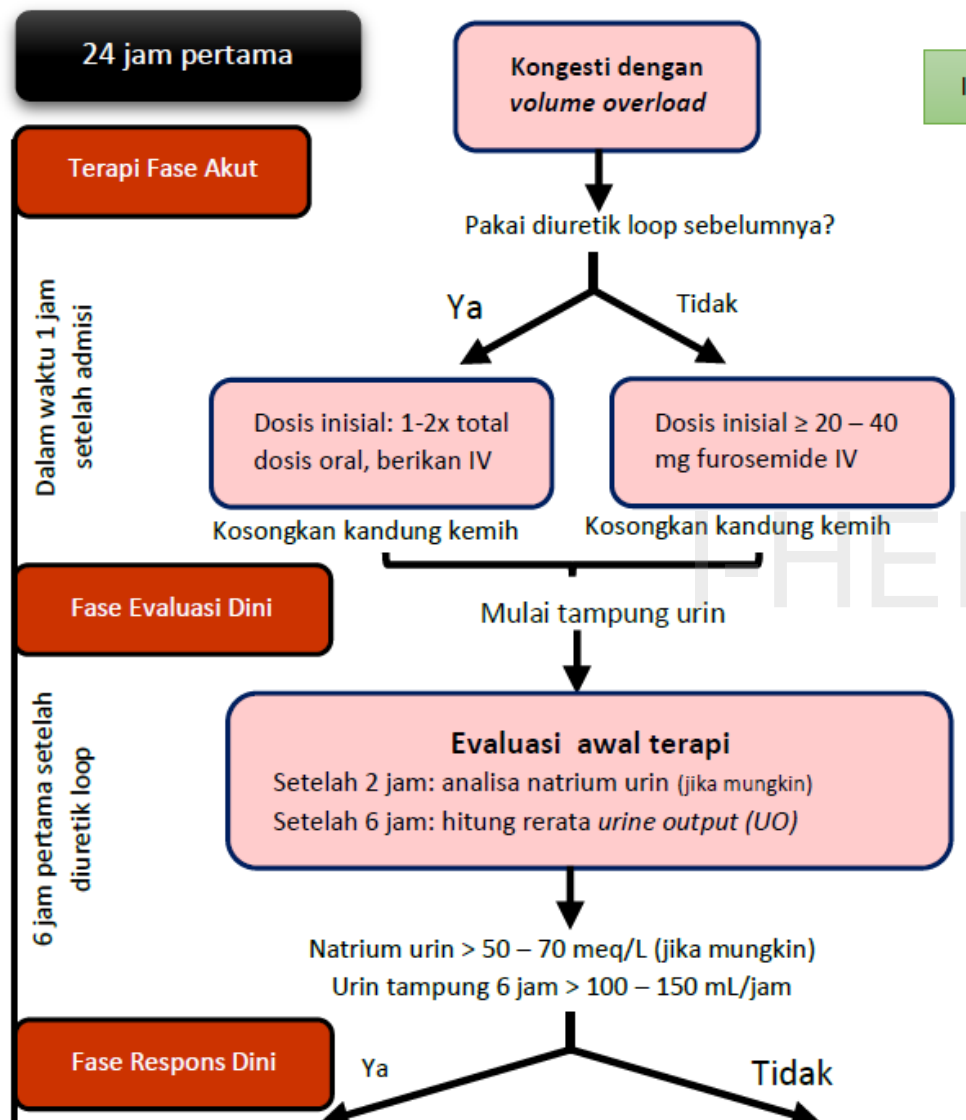 24 jam pertama
Kongesti dengan
volume overload
Terapi Fase Akut
Pakai diuretik loop sebelumnya?
Ya
Tidak
Dalam waktu 1 jam
setelah admisi
Dosis inisial: 1-2x total
dosis oral, berikan IV
Dosis inisial ≥ 20 – 40
mg furosemide IV
Kosongkan kandung kemih
Kosongkan kandung kemih
Fase Evaluasi Dini
Mulai tampung urin
6 jam pertama setelah
diuretik loop
Evaluasi awal terapi
Setelah 2 jam: analisa natrium urin (jika mungkin)
Setelah 6 jam: hitung rerata urine output (UO)
Natrium urin > 50 – 70 meq/L (jika mungkin)
Urin tampung 6 jam > 100 – 150 mL/jam
Fase Respons Dini
Ya
Tidak